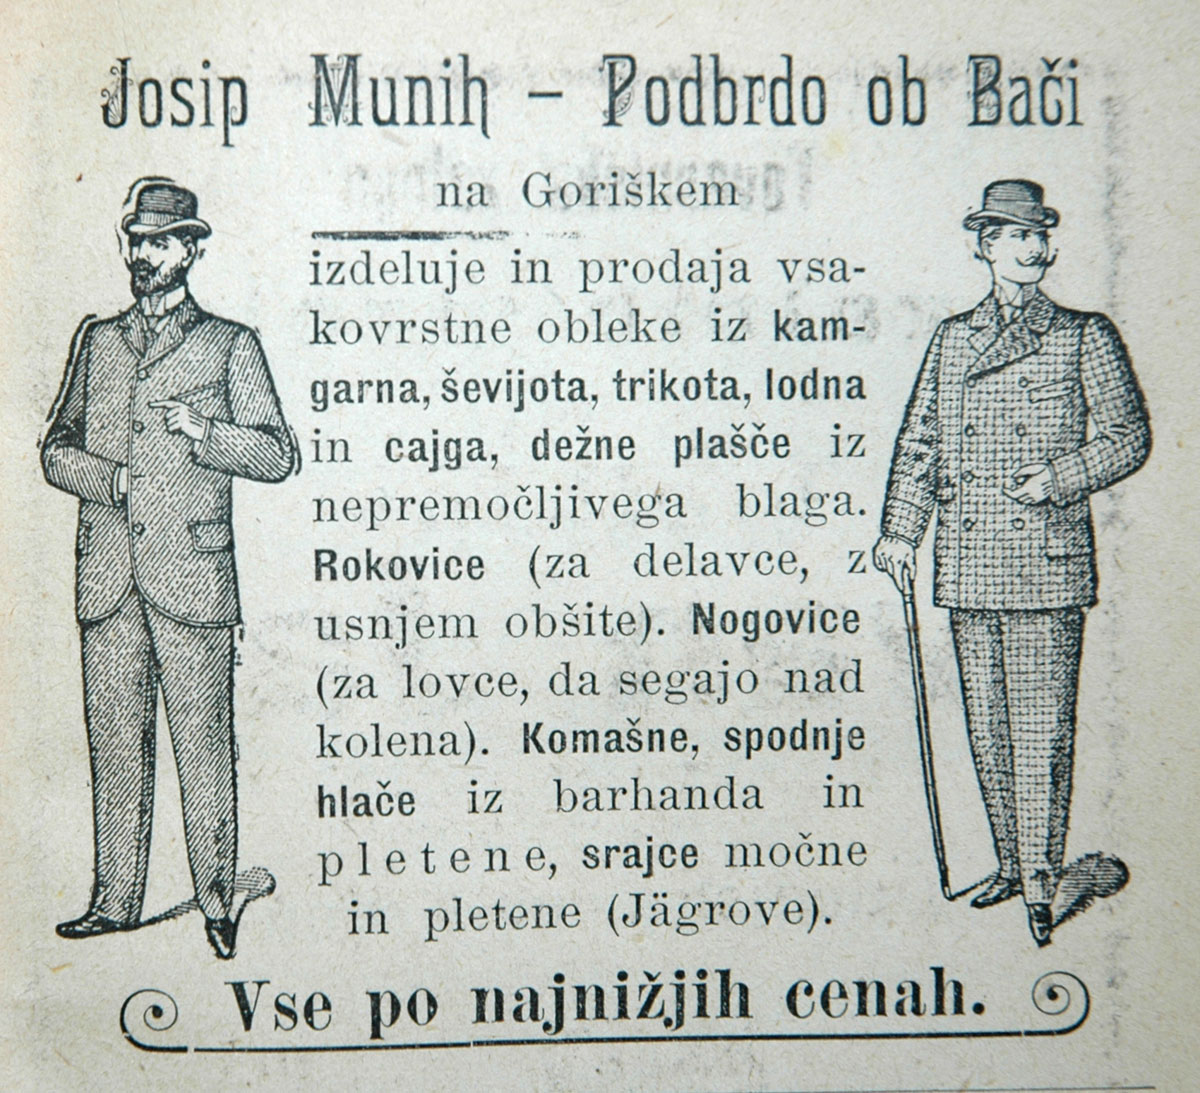 Josip Munih – Podbrdo ob Bači
na Goriškem
izdeluje in prodaja vsa-
kovrstne obleke iz kam-
garna, ševijota, trikota, lodna
in cajga, dežne plašče iz
nepremočljivega blaga.
Rokovice (za delavce, z
usnjem obšite). Nogovice
(za lovce, da segajo nad
kolena). Komašne, spodnje
hlače iz barhanda in
pletene, srajce močne
in pletene (Jägrove).
Vse po najnižjih cenah.